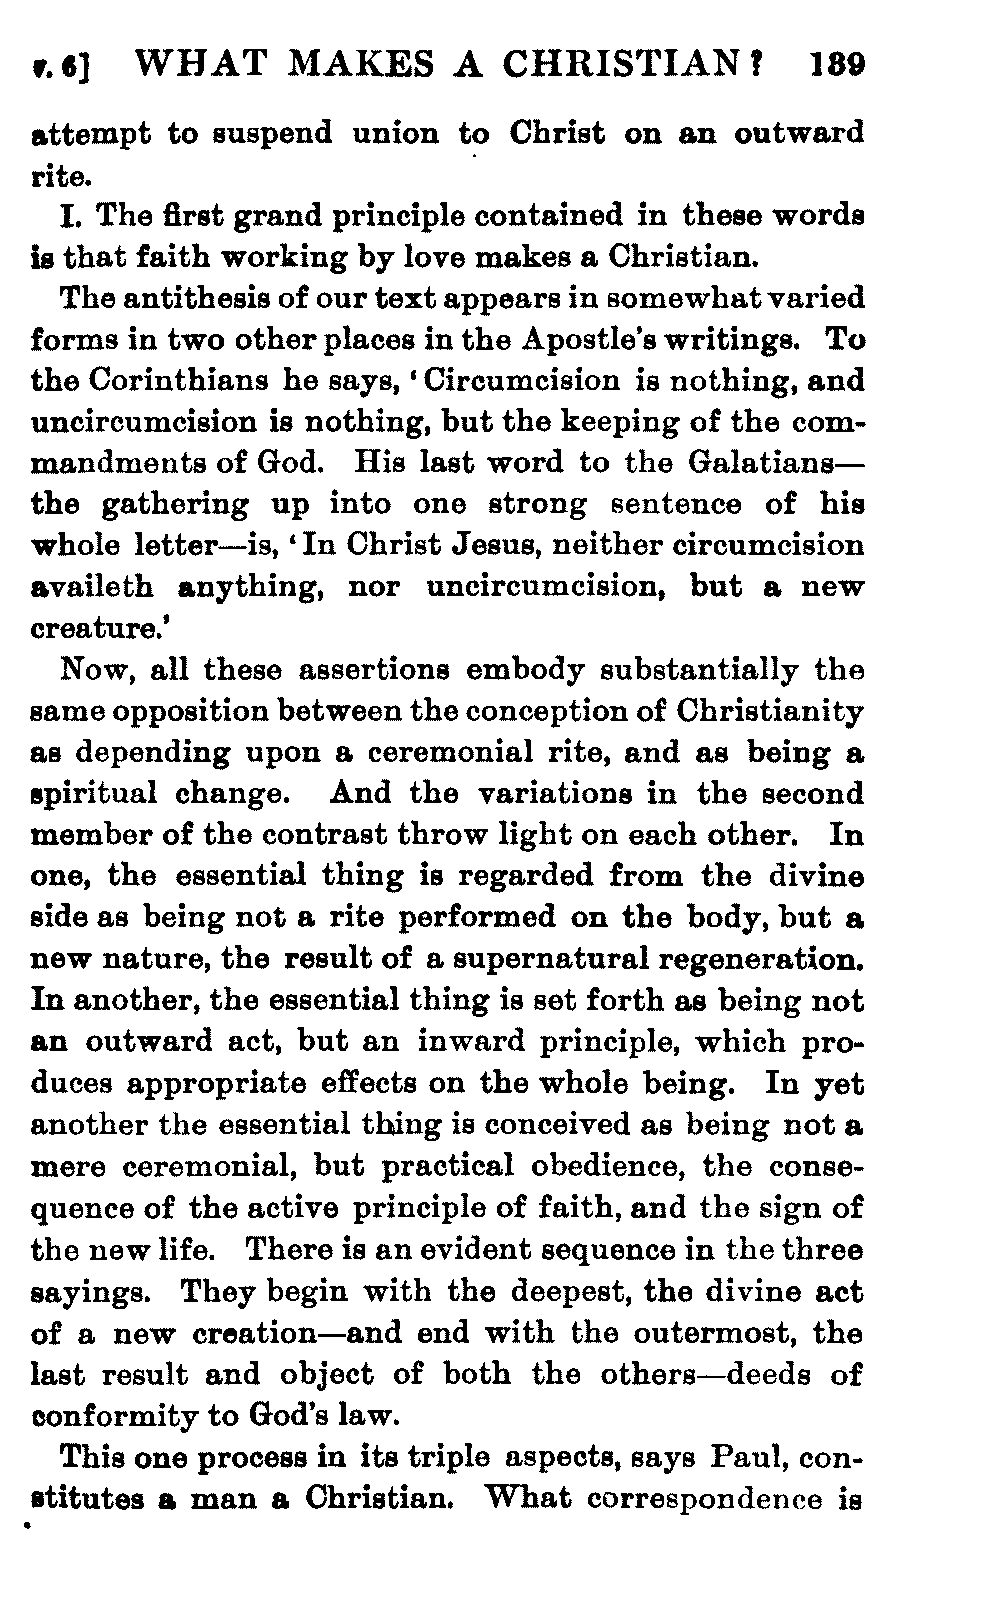 v. 6] WHAT MAKES A CHRISTIAN? 139
attempt to suspend union to Christ on an outward
rite.
I. The first grand principle contained in these words
is that faith working by love makes a Christian.
The antithesis of our text appears in somewhat varied
forms in two other places in the Apostle's writings. To
the Corinthians he says, ‘Circumcision is nothing, and
uncircumcision is nothing, but the keeping of the com-
mandments of God. His last word to the Galatians—
the gathering up into one strong sentence of his
whole letter—is, ‘In Christ Jesus, neither circumcision
availeth anything, nor uncircumcision, but a new
creature.’
Now, all these assertions embody substantially the
same opposition between the conception of Christianity
as depending upon a ceremonial rite, and as being a
spiritual change. And the variations in the second
member of the contrast throw light on each other. In
one, the essential thing is regarded from the divine
side as being not a rite performed on the body, but a
new nature, the result of a supernatural regeneration.
In another, the essential thing is set forth as being not
an outward act, but an inward principle, which pro-
duces appropriate effects on the whole being. In yet
another the essential thing is conceived as being not a
mere ceremonial, but practical obedience, the conse-
quence of the active principle of faith, and the sign of
the new life. There is an evident sequence in the three
sayings. They begin with the deepest, the divine act
of a new creation—and end with the outermost, the
last result and object of both the others—deeds of
conformity to God's law.
This one process in its triple aspects, says Paul, con-
stitutes a man a Christian. What correspondence is